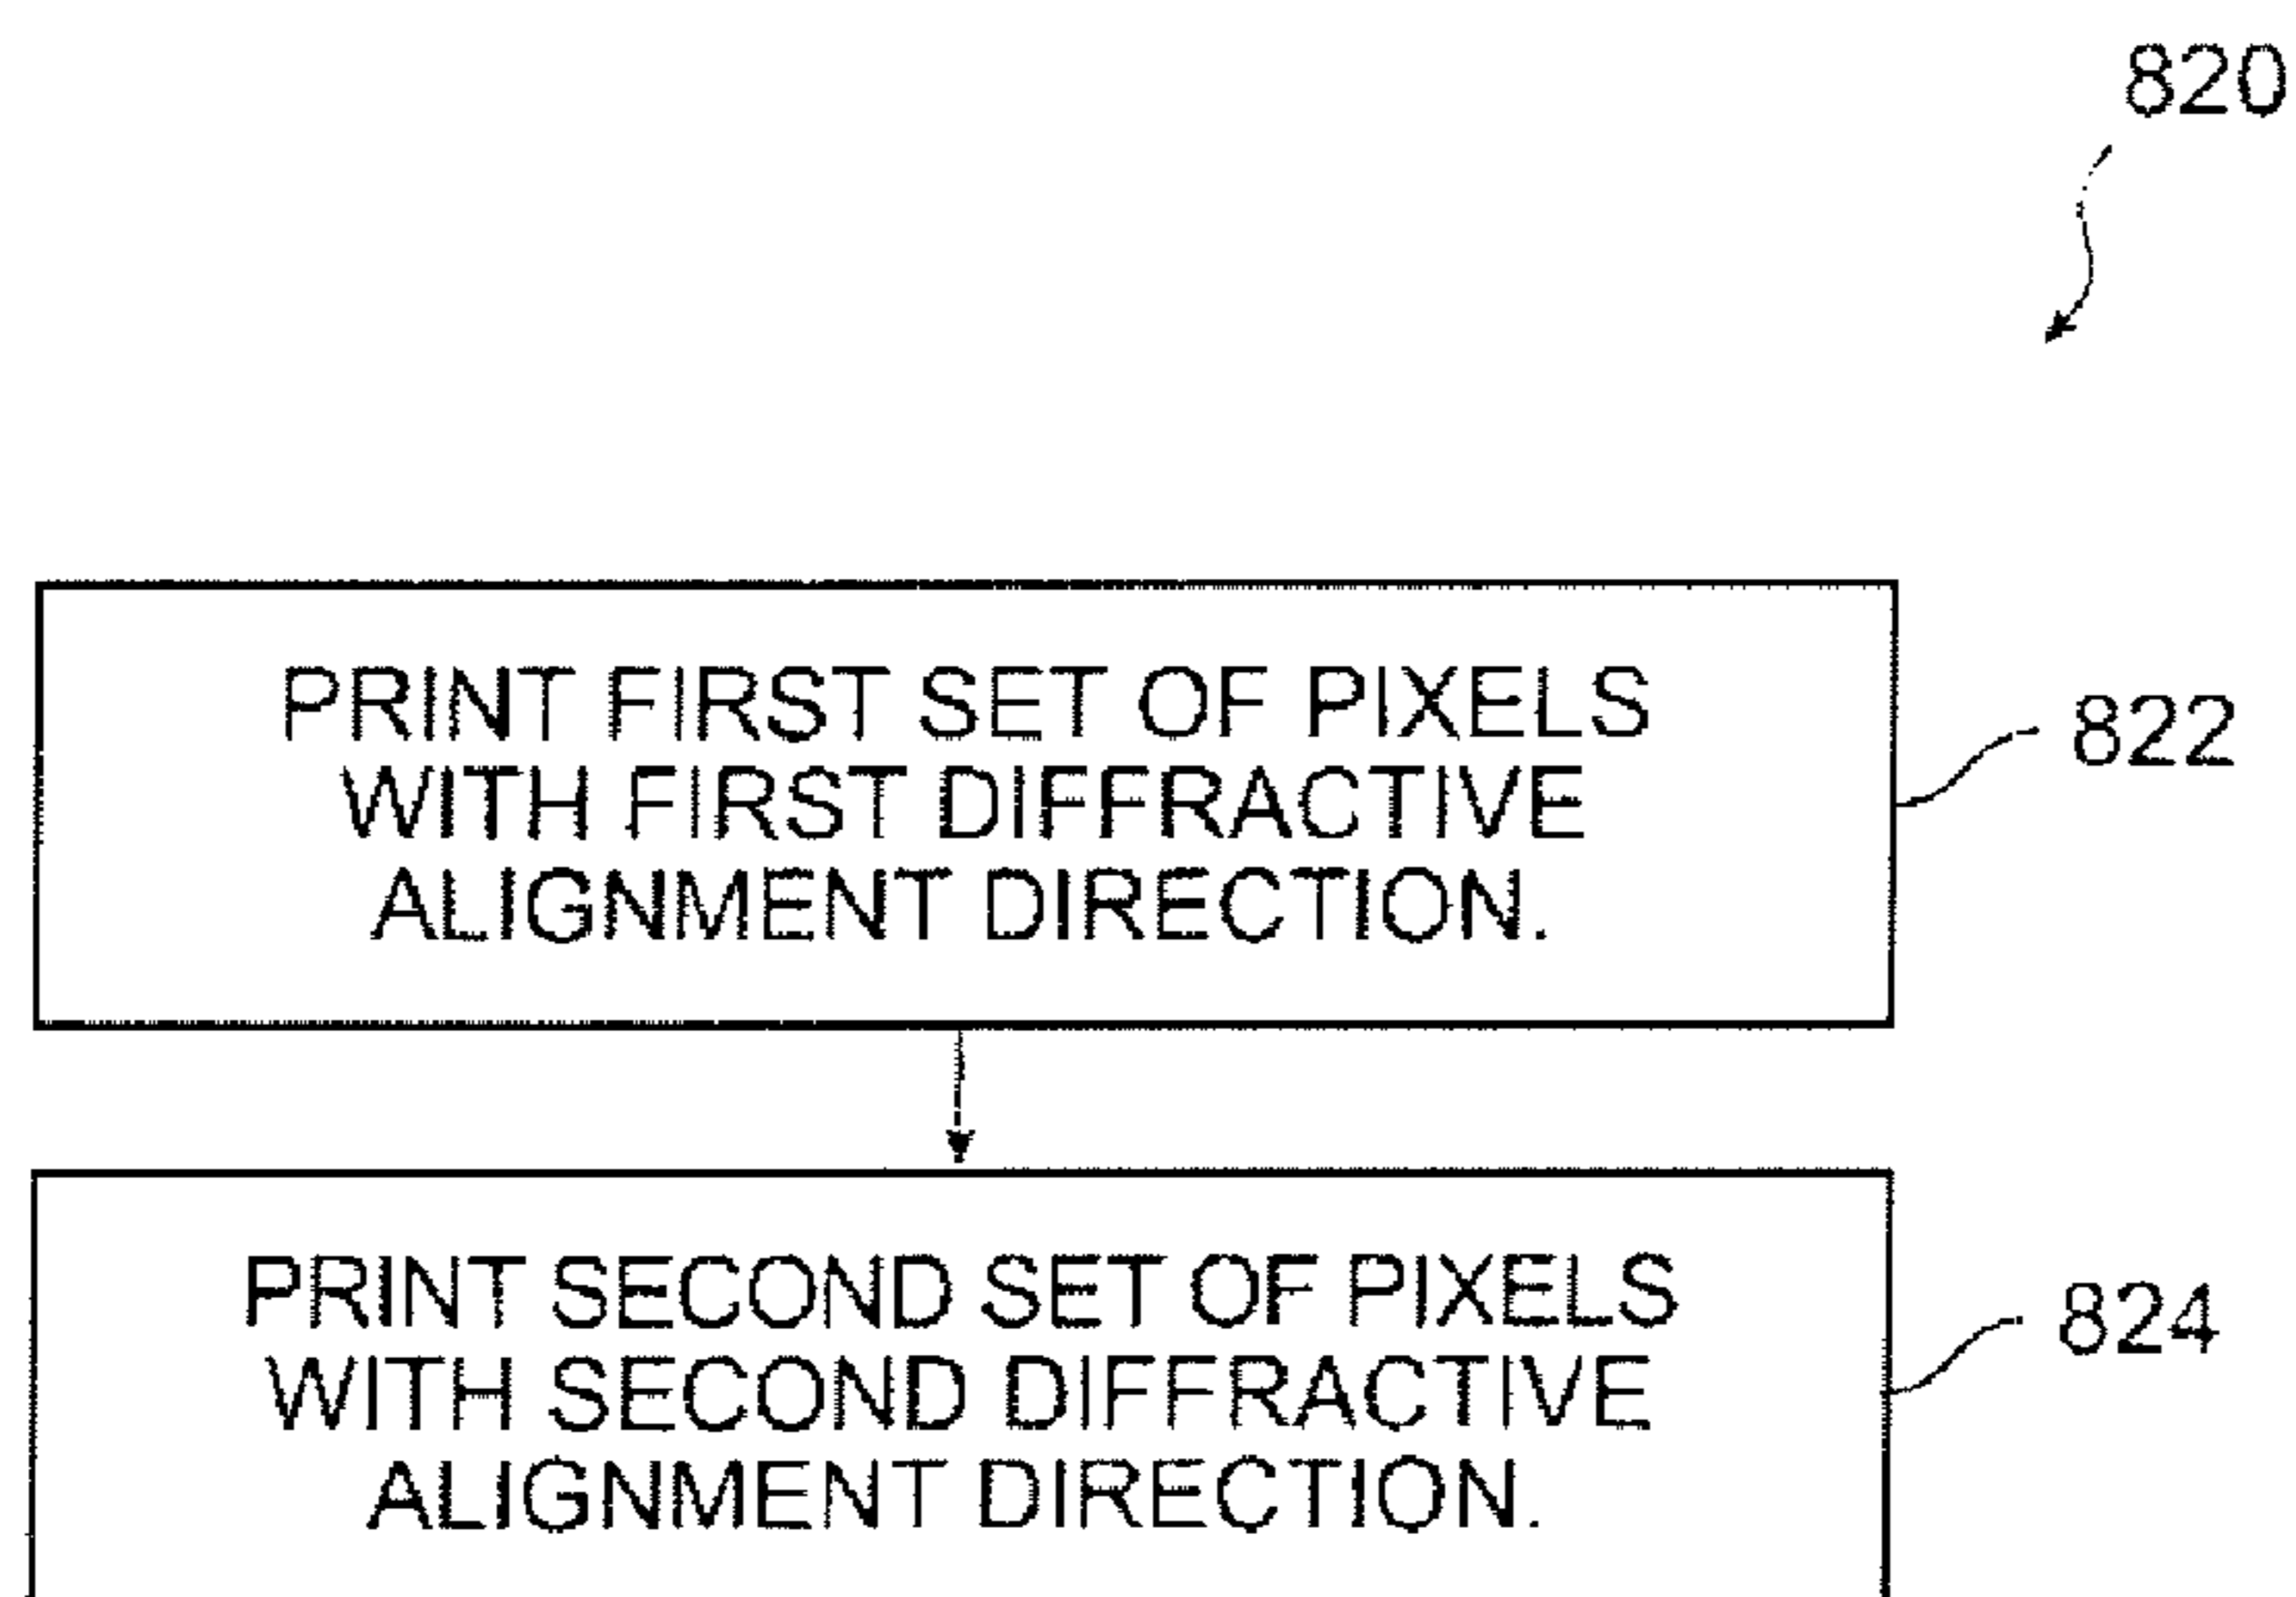 820
PRINT FIRST SET OF PIXELS
WITH FIRST DIFFRACTIVE
ALIGNMENT DIRECTION.
822
PRINT SECOND SET OF PIXELS
WITH SECOND DIFFRACTIVE
ALIGNMENT DIRECTION.
824